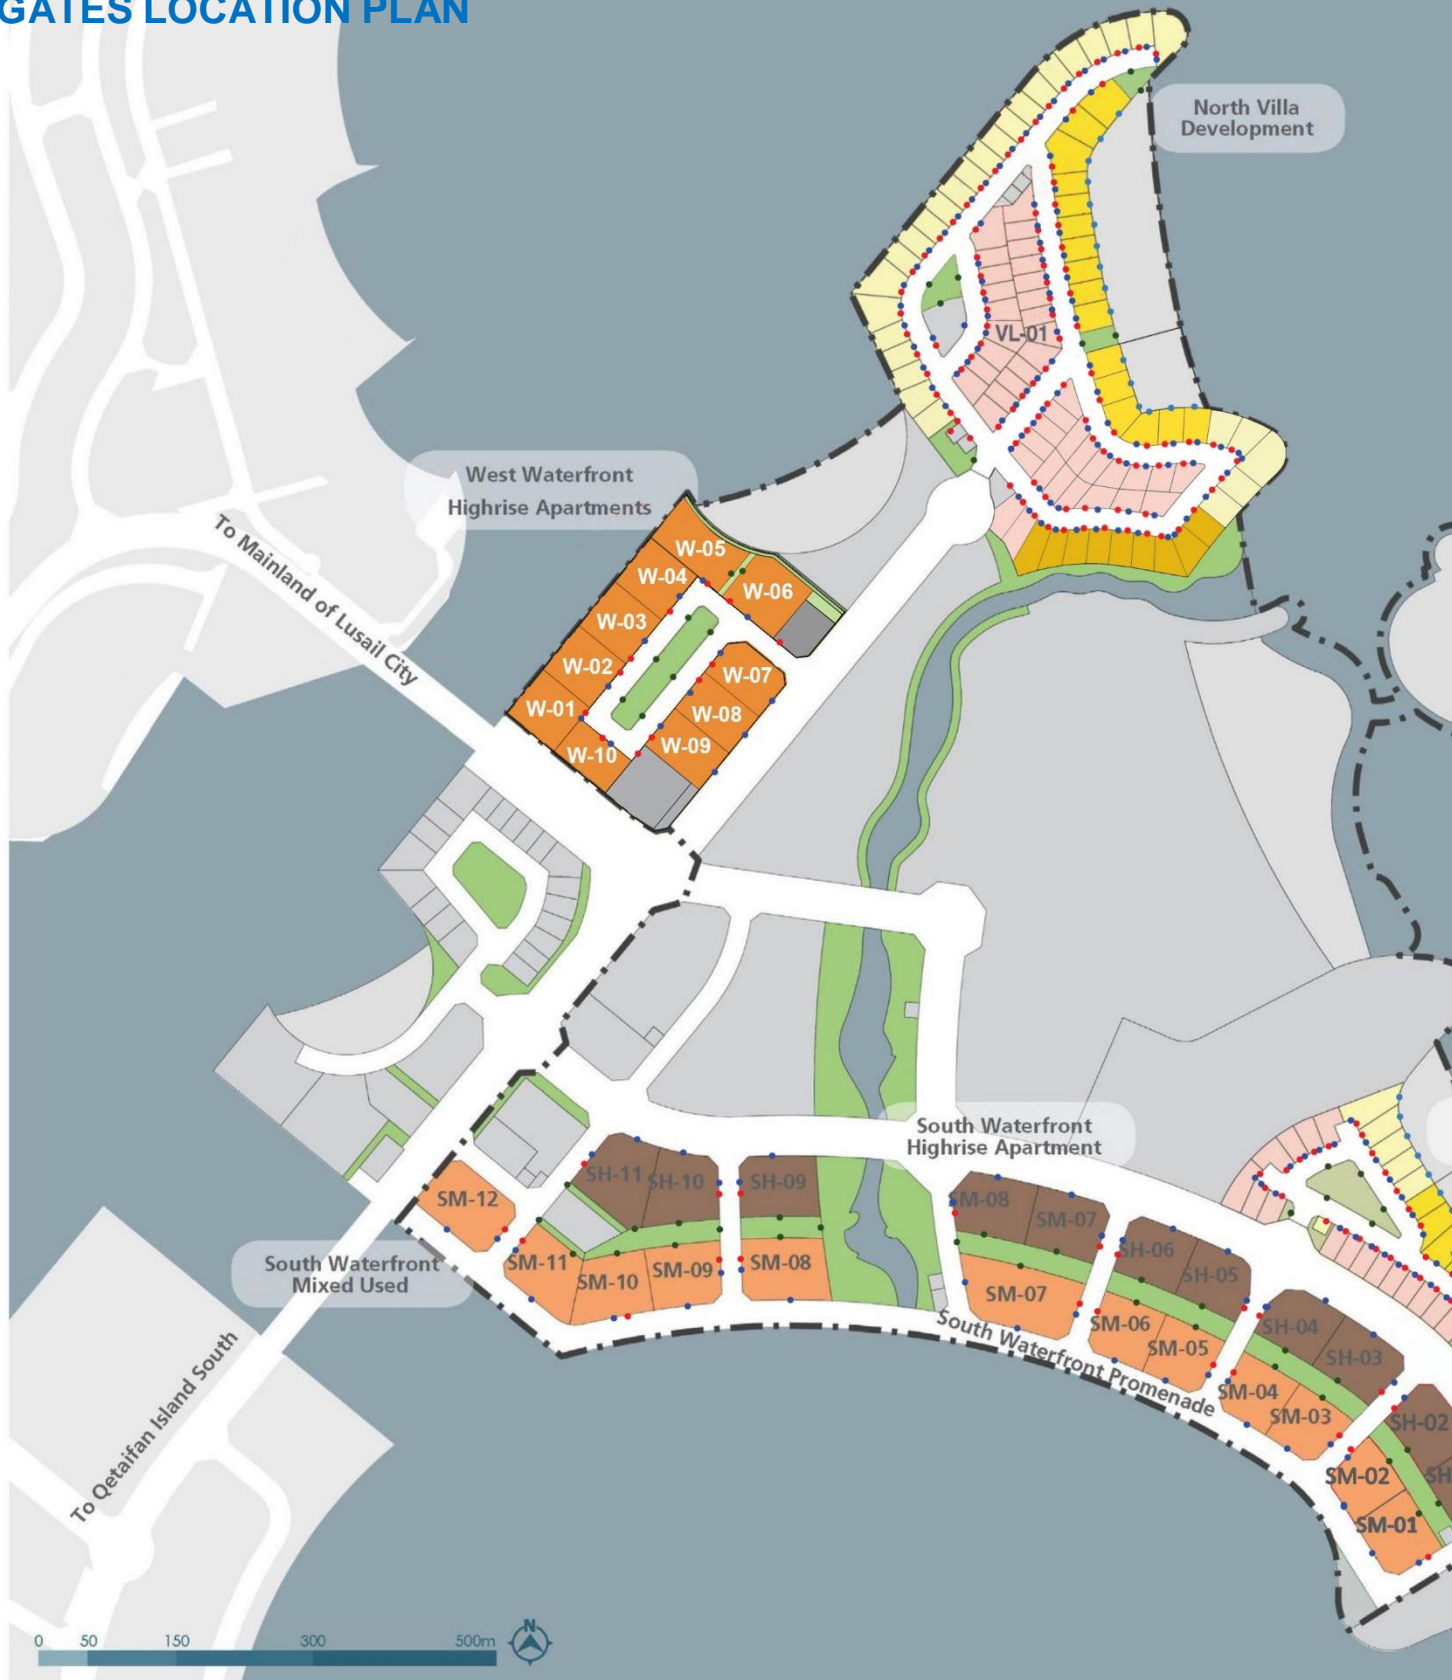 GATES LOCATION PLAN
North Villa
Development
VL-01
West Waterfront
Highrise Apartments
W-05
W-04
W-06
W-03
W-02
W-07
W-01
W-08
W-09
W-10
To Mainland of Lusail City
South Waterfront
Highrise Apartment
SH-11
SH-10
SH-09
SM-12
SM-08
SM-07
SH-06
SH-05
SM-11
SM-10
SM-09
SM-08
SM-07
SM-06
SM-05
SH-04
SH-03
SM-04
SM-03
SH-02
SM-02
SH
SM-01
South Waterfront
Mixed Used
South Waterfront Promenade
To Qetaifan Island South
0 50 150 300 500m
N